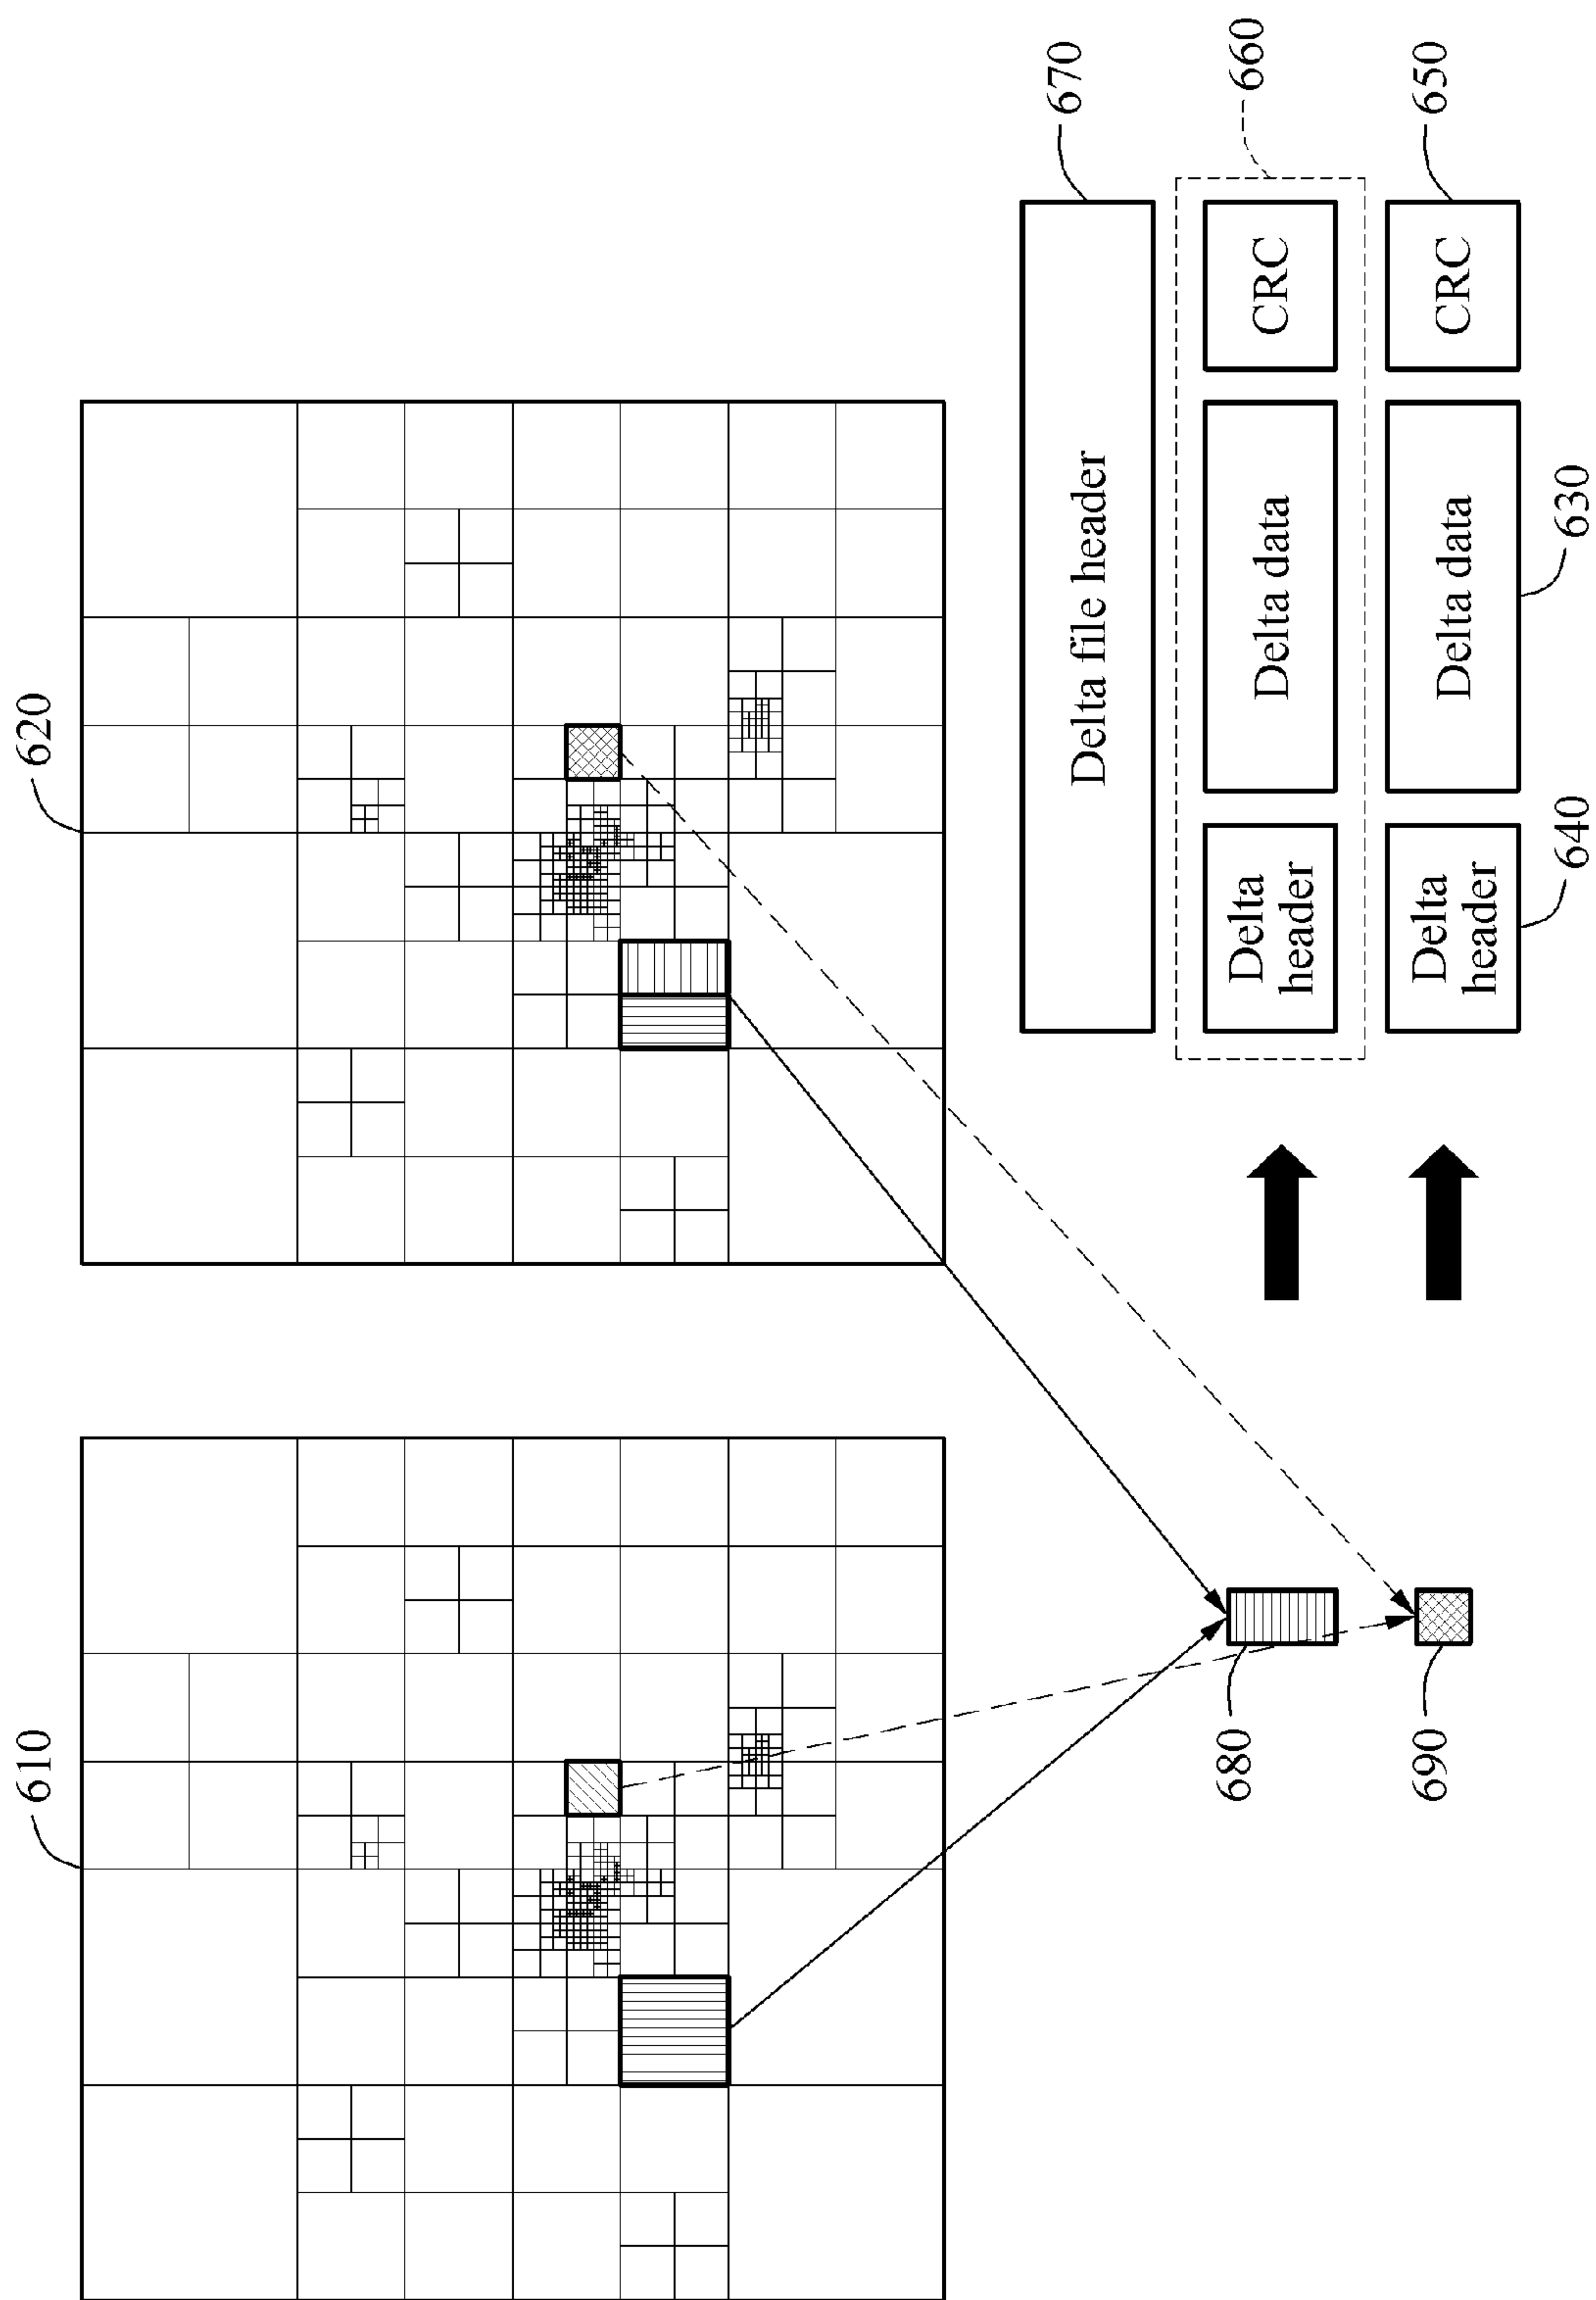 610
620
Delta file header
670
680
Delta
header
Delta data
CRC
660
690
Delta
header
Delta data
CRC
650
640
630